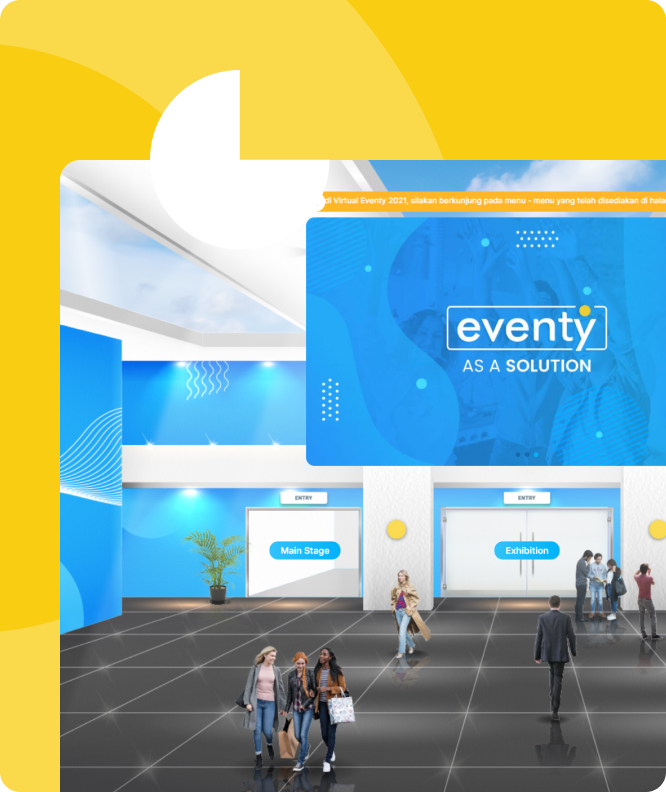 di Virtual Eventy 2021, silakan berkunjung pada menu - menu yang telah disediakan di hala
eventy
AS A SOLUTION
ENTRY
ENTRY
Main Stage
Exhibition